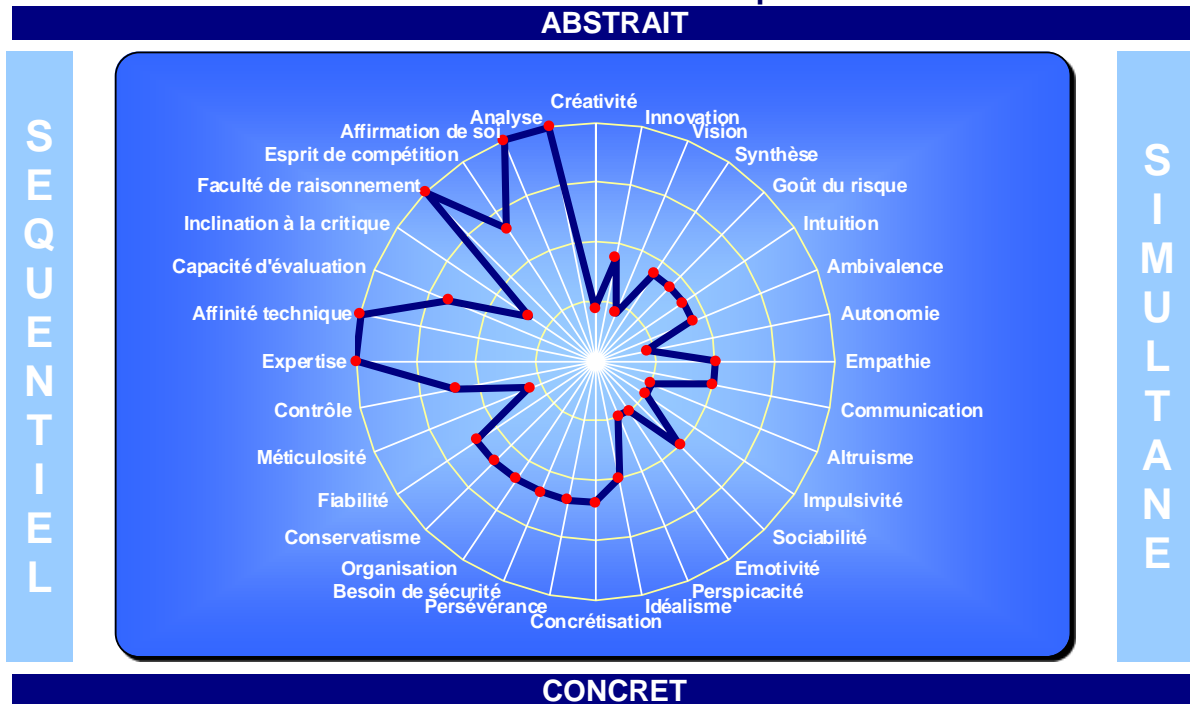 ABSTRAIT
SEQUENTIEL
SIMULTANE
Créativité
Innovation
Vision
Synthèse
Goût du risque
Intuition
Ambivalence
Autonomie
Empathie
Communication
Altruisme
Impulsivité
Sociabilité
Emotivité
Perspicacité
Idéalisme
Concrétisation
Persévérance
Besoin de sécurité
Organisation
Conservatisme
Fiabilité
Méticulosité
Contrôle
Expertise
Affinité technique
Capacité d'évaluation
Inclination à la critique
Faculté de raisonnement
Esprit de compétition
Affirmation de soi
Analyse
CONCRET